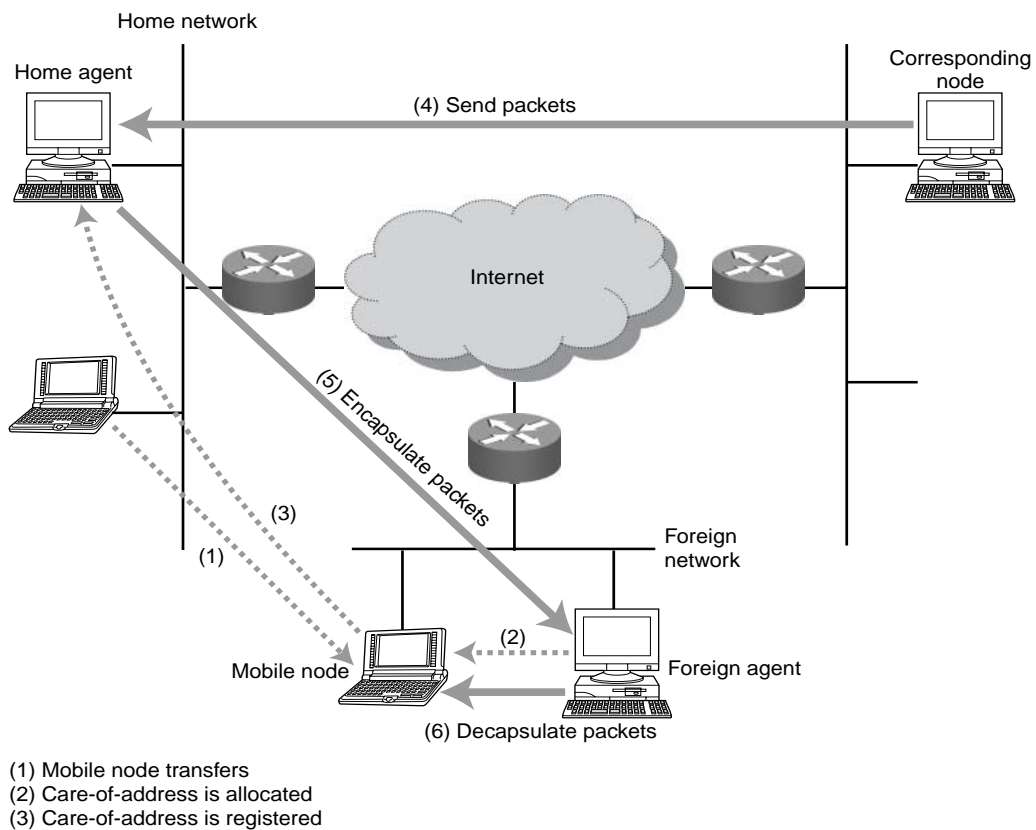 Home network
Home agent
Corresponding
node
(4) Send packets
Internet
(5) Encapsulate packets
(3)
(1)
Foreign
network
(2)
Mobile node
Foreign agent
(6) Decapsulate packets
(1) Mobile node transfers
(2) Care-of-address is allocated
(3) Care-of-address is registered